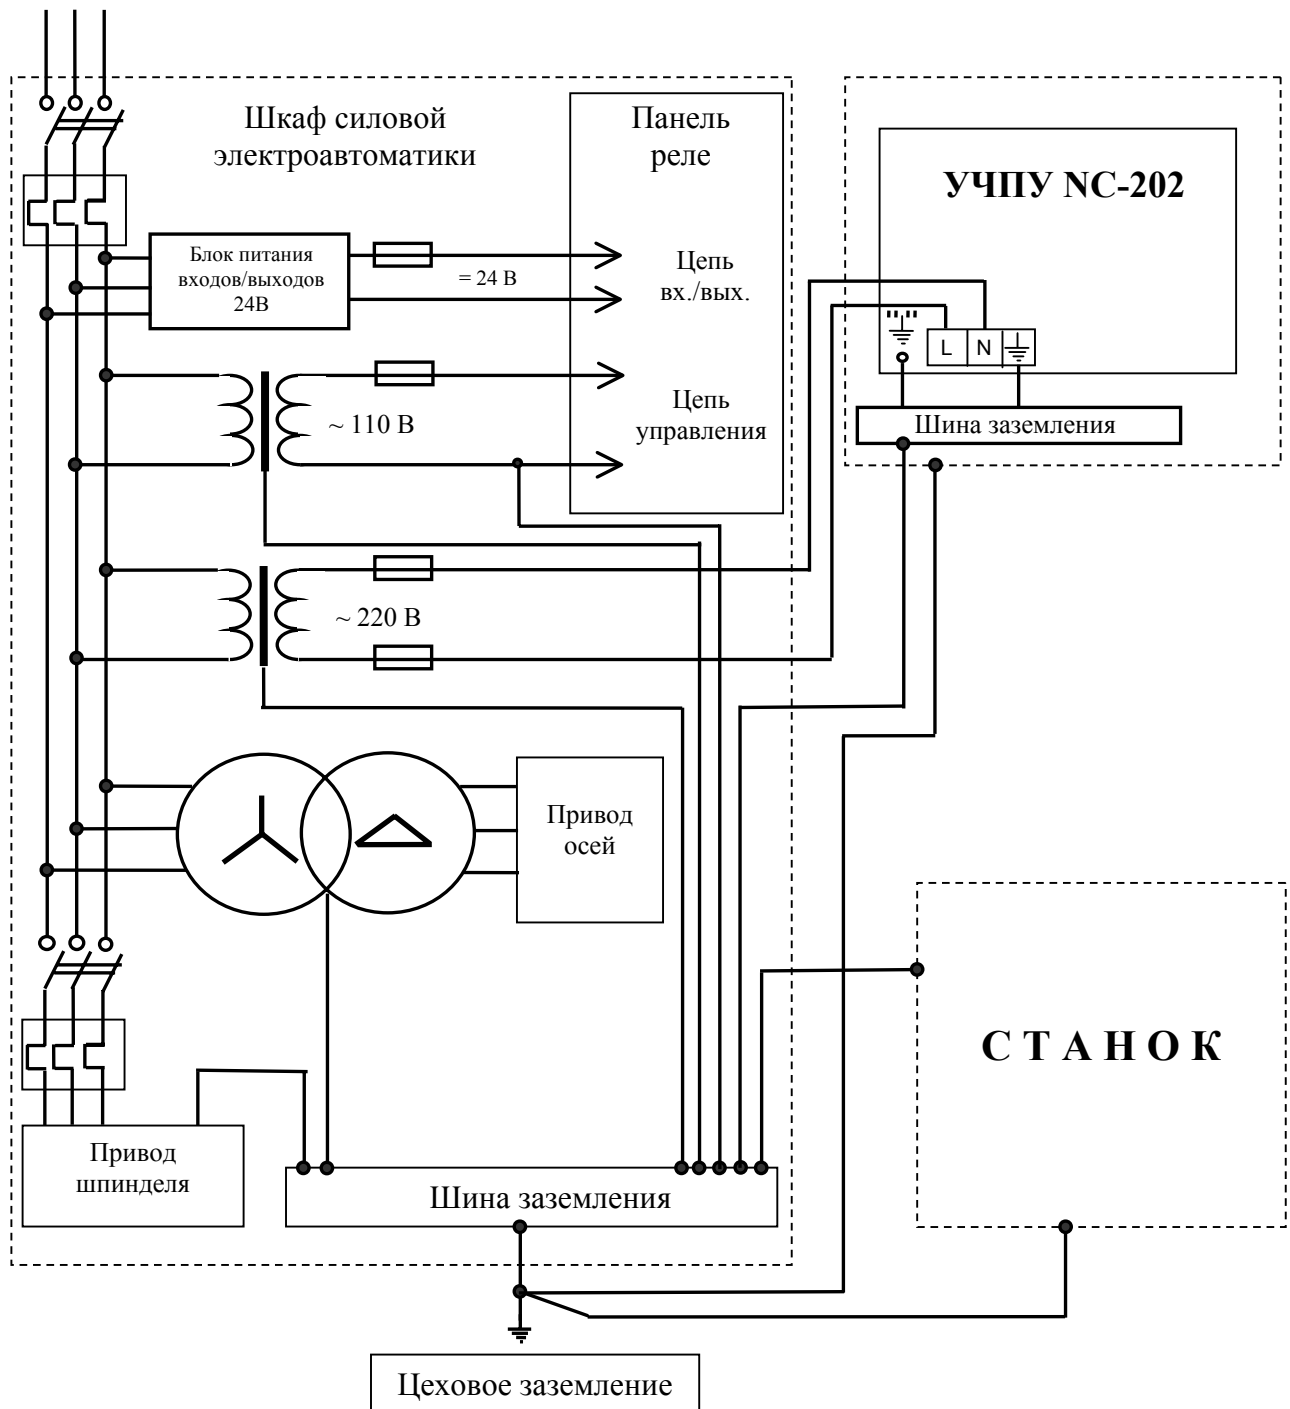 Шкаф силовой
электроавтоматики
Панель
реле
УЧПУ NC-202
Блок питания
входов/выходов
24В
= 24 В
Цепь
вх./вых.
L N
~ 110 В
Цепь
управления
Шина заземления
~ 220 В
Привод
осей
С Т А Н О К
Привод
шпинделя
Шина заземления
Цеховое заземление